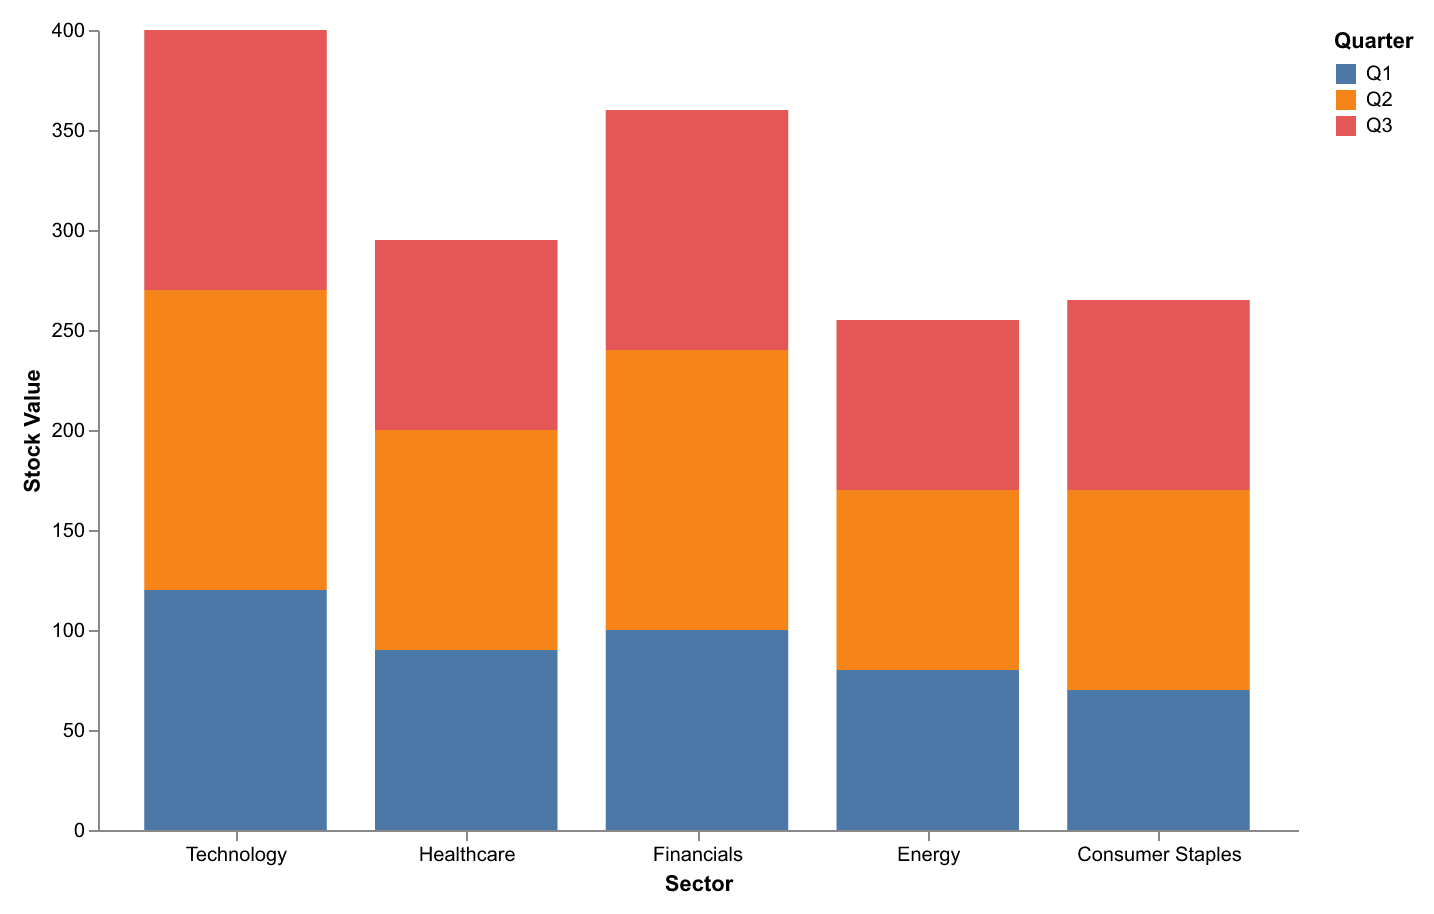 400
350
300
250
200
150
100
50
0
Stock Value
Technology
Healthcare
Financials
Energy
Consumer Staples
Sector
Quarter
Q1
Q2
Q3